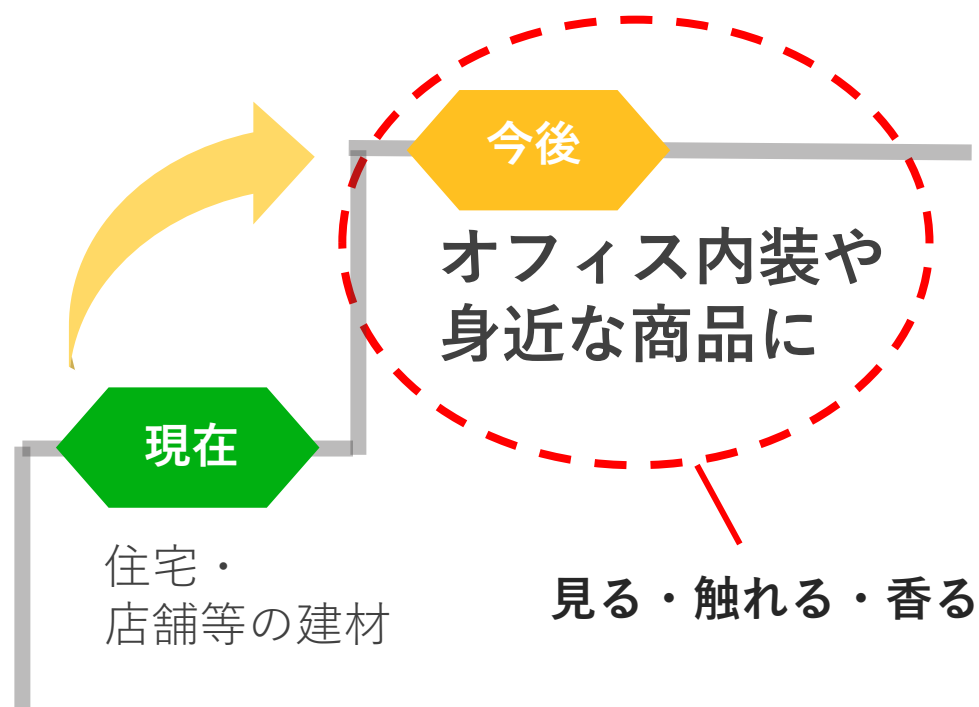 今後
オフィス内装や
身近な商品に
現在
住宅・
店舗等の建材
見る・触れる・香る